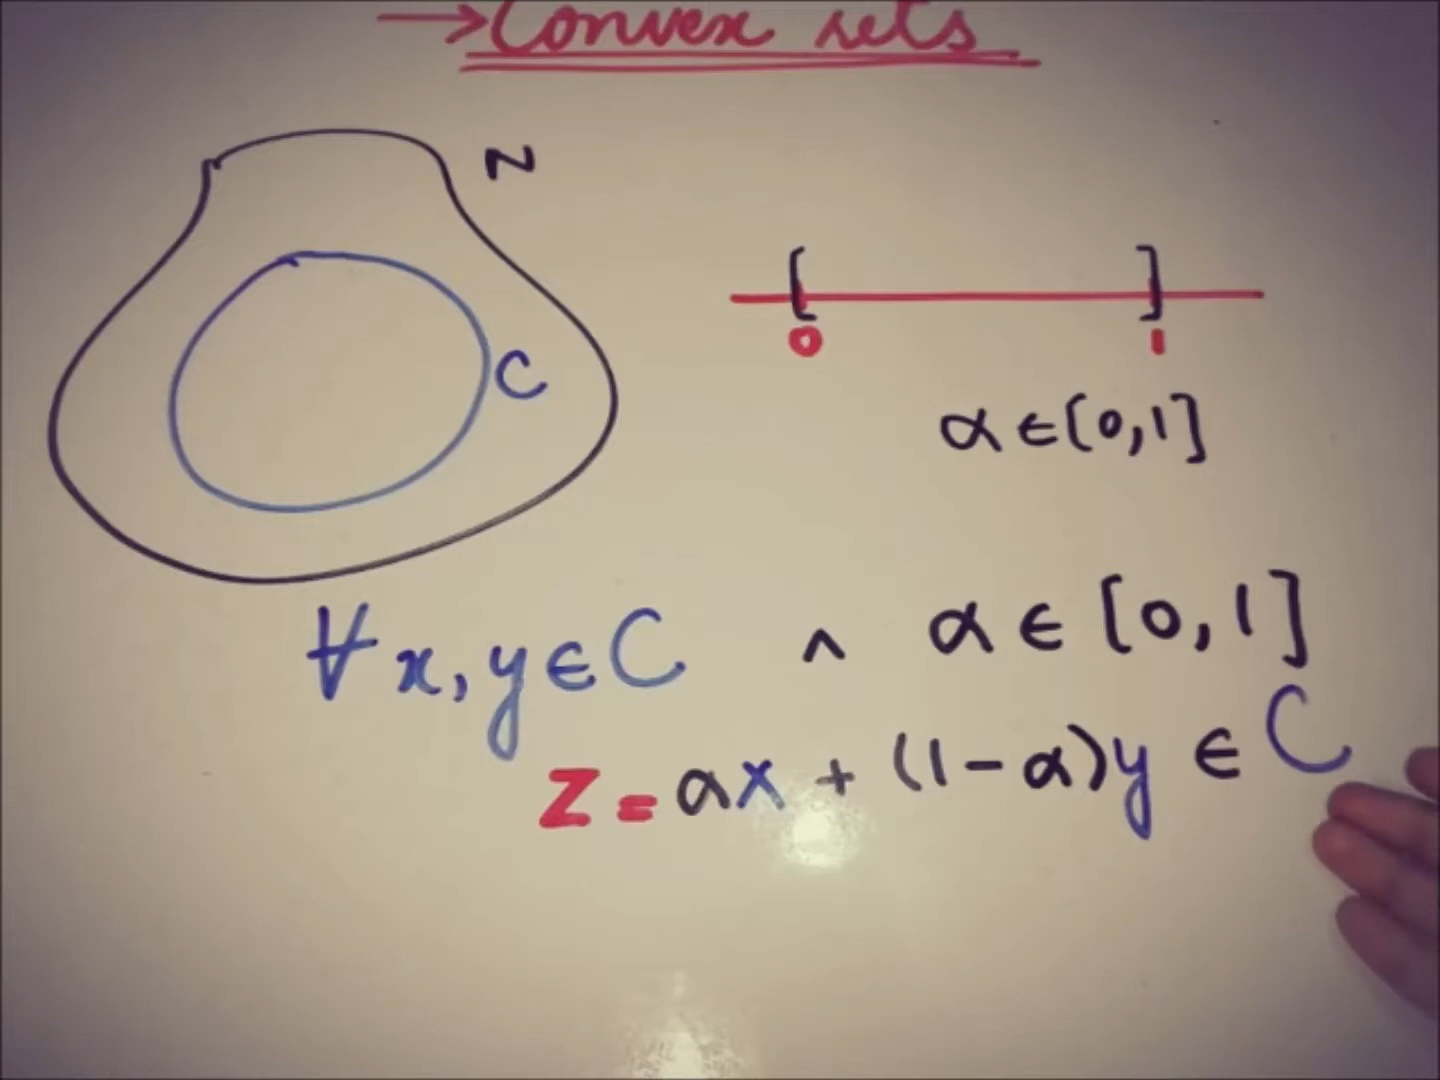 → Convex sets
N
C
[ ]
0 1
α ∈ [0,1]
∀ x, y ∈ C ∧ α ∈ [0,1]
Z = αx + (1-α)y ∈ C